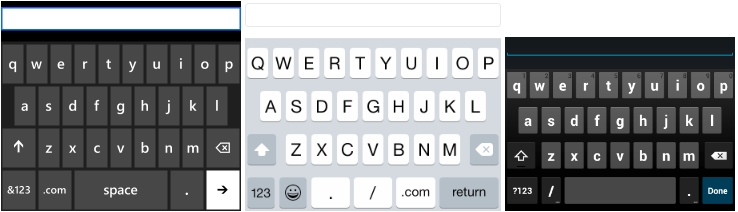 q w e r t y u i o p
a s d f g h j k l
z x c v b n m
&123 .com space . 
Q W E R T Y U I O P
A S D F G H J K L
Z X C V B N M
123 . / .com return
q w e r t y u i o p
a s d f g h j k l
z x c v b n m
?123 / . Done